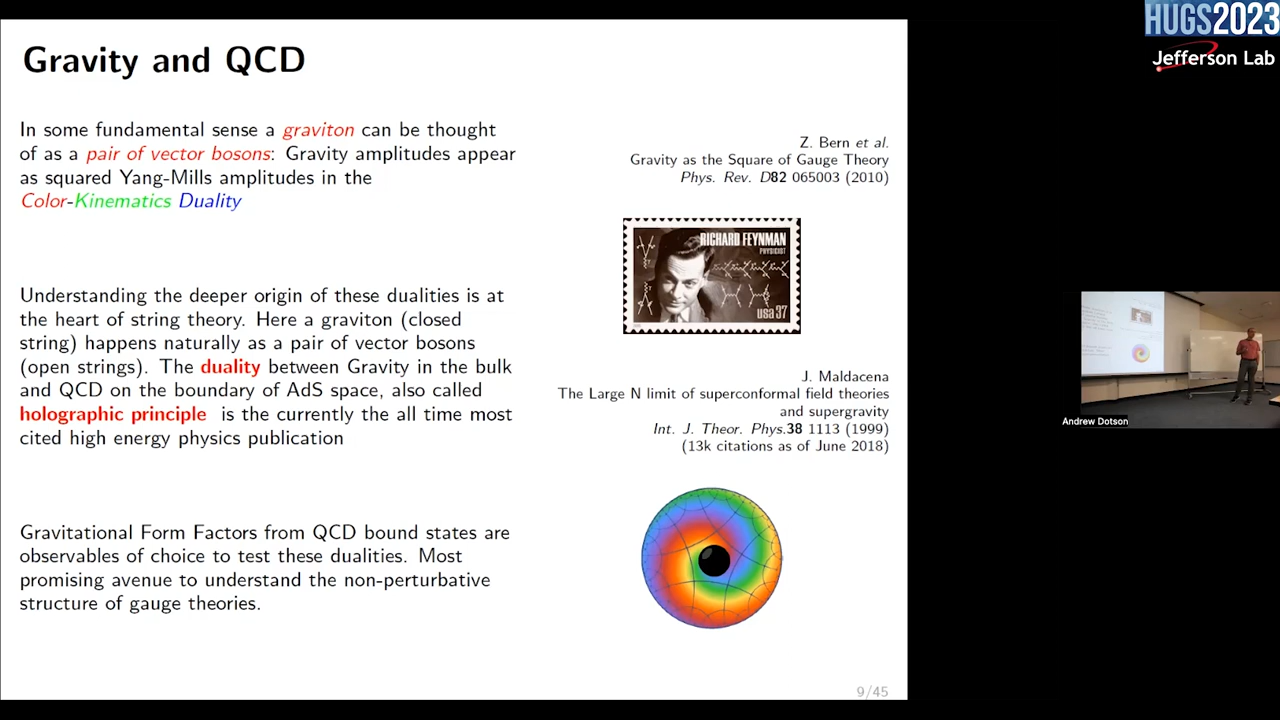 HUGS2023
Jefferson Lab
Gravity and QCD
In some fundamental sense a graviton can be thought
of as a pair of vector bosons: Gravity amplitudes appear
as squared Yang-Mills amplitudes in the
Color-Kinematics Duality
Z. Bern et al.
Gravity as the Square of Gauge Theory
Phys. Rev. D82 065003 (2010)
RICHARD FEYNMAN
PHYSICIST
usa 37
Understanding the deeper origin of these dualities is at
the heart of string theory. Here a graviton (closed
string) happens naturally as a pair of vector bosons
(open strings). The duality between Gravity in the bulk
and QCD on the boundary of AdS space, also called
holographic principle is the currently the all time most
cited high energy physics publication
J. Maldacena
The Large N limit of superconformal field theories
and supergravity
Int. J. Theor. Phys.38 1113 (1999)
(13k citations as of June 2018)
Gravitational Form Factors from QCD bound states are
observables of choice to test these dualities. Most
promising avenue to understand the non-perturbative
structure of gauge theories.
9/45
Andrew Dotson